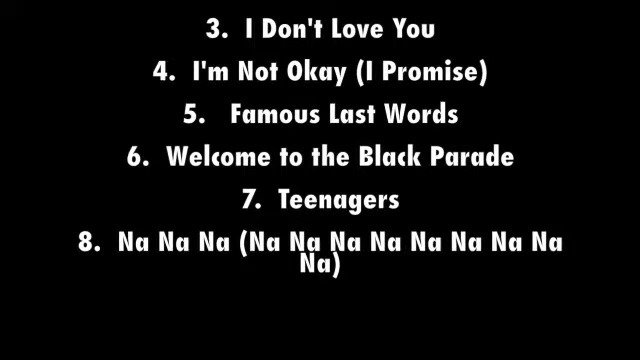 3. I Don't Love You
4. I'm Not Okay (I Promise)
5. Famous Last Words
6. Welcome to the Black Parade
7. Teenagers
8. Na Na Na (Na Na Na Na Na Na Na Na
Na)